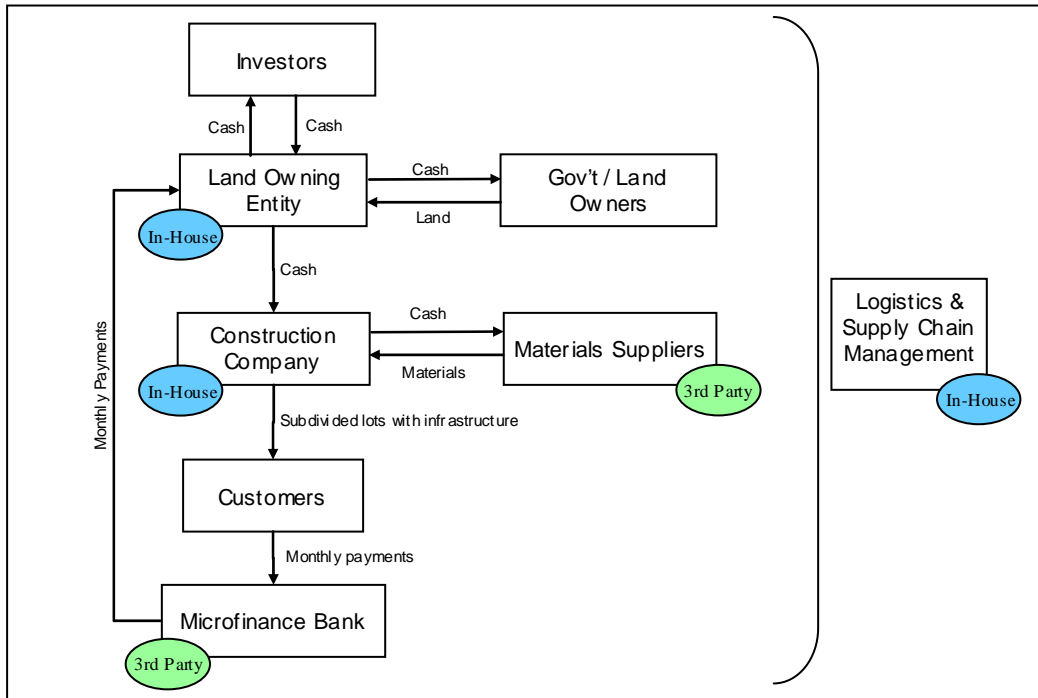 Investors
Cash
Cash
Land Owning
Entity
In-House
Cash
Land
Gov't / Land
Owners
Cash
Construction
Company
In-House
Cash
Materials
Materials Suppliers
3rd Party
Subdivided lots with infrastructure
Customers
Monthly payments
Microfinance Bank
3rd Party
Monthly Payments
Logistics &
Supply Chain
Management
In-House